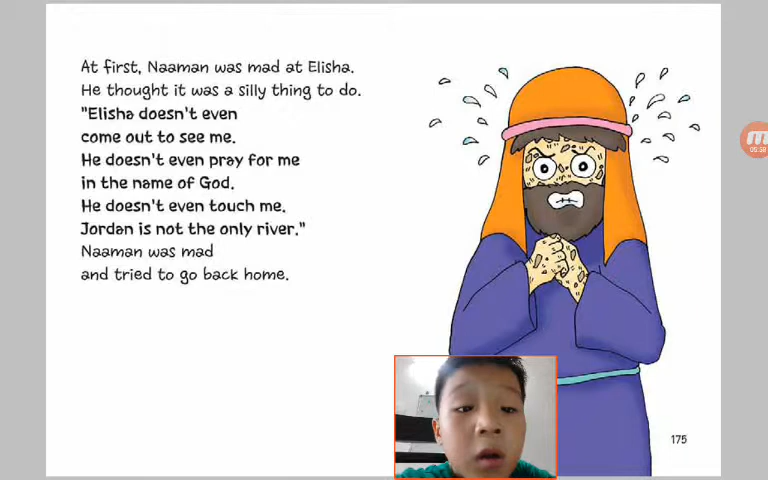 At first, Naaman was mad at Elisha.
He thought it was a silly thing to do.
"Elisha doesn't even
come out to see me.
He doesn't even pray for me
in the name of God.
He doesn't even touch me.
Jordan is not the only river."
Naaman was mad
and tried to go back home.
175